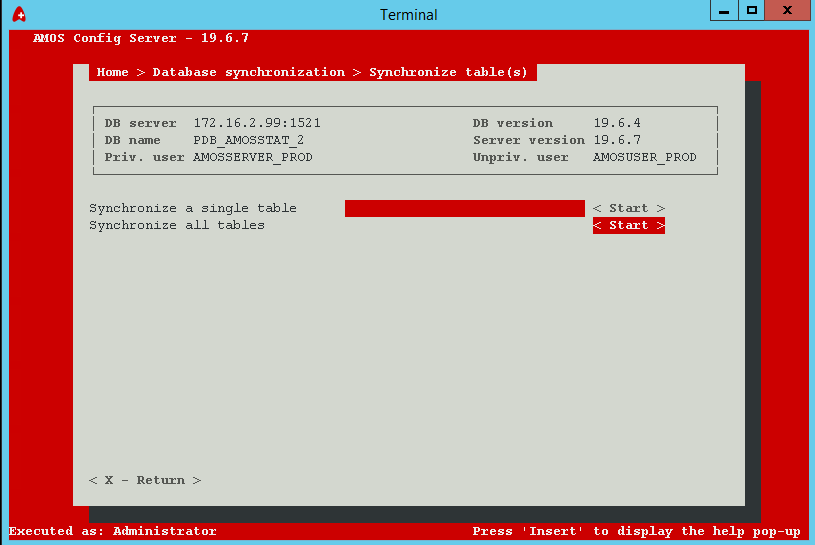 Terminal
AMOS Config Server - 19.6.7
Home > Database synchronization > Synchronize table(s)
DB server 172.16.2.99:1521 DB version 19.6.4
DB name PDB_AMOSSTAT_2 Server version 19.6.7
Priv. user AMOSSERVER_PROD Unpriv. user AMOSUSER_PROD
Synchronize a single table < Start >
Synchronize all tables < Start >
< X - Return >
Executed as: Administrator Press 'Insert' to display the help pop-up